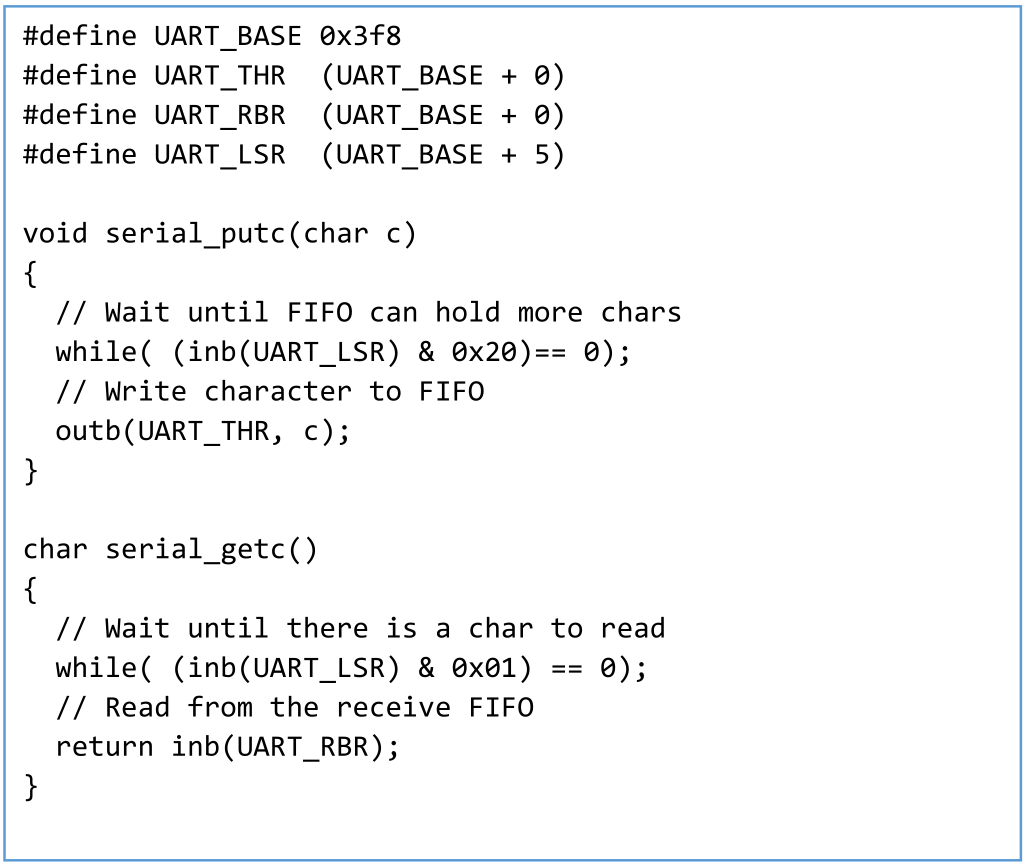 #define UART_BASE 0x3f8
#define UART_THR  (UART_BASE + 0)
#define UART_RBR  (UART_BASE + 0)
#define UART_LSR  (UART_BASE + 5)

void serial_putc(char c)
{
  // Wait until FIFO can hold more chars
  while( (inb(UART_LSR) & 0x20)== 0);
  // Write character to FIFO
  outb(UART_THR, c);
}

char serial_getc()
{
  // Wait until there is a char to read
  while( (inb(UART_LSR) & 0x01) == 0);
  // Read from the receive FIFO
  return inb(UART_RBR);
}